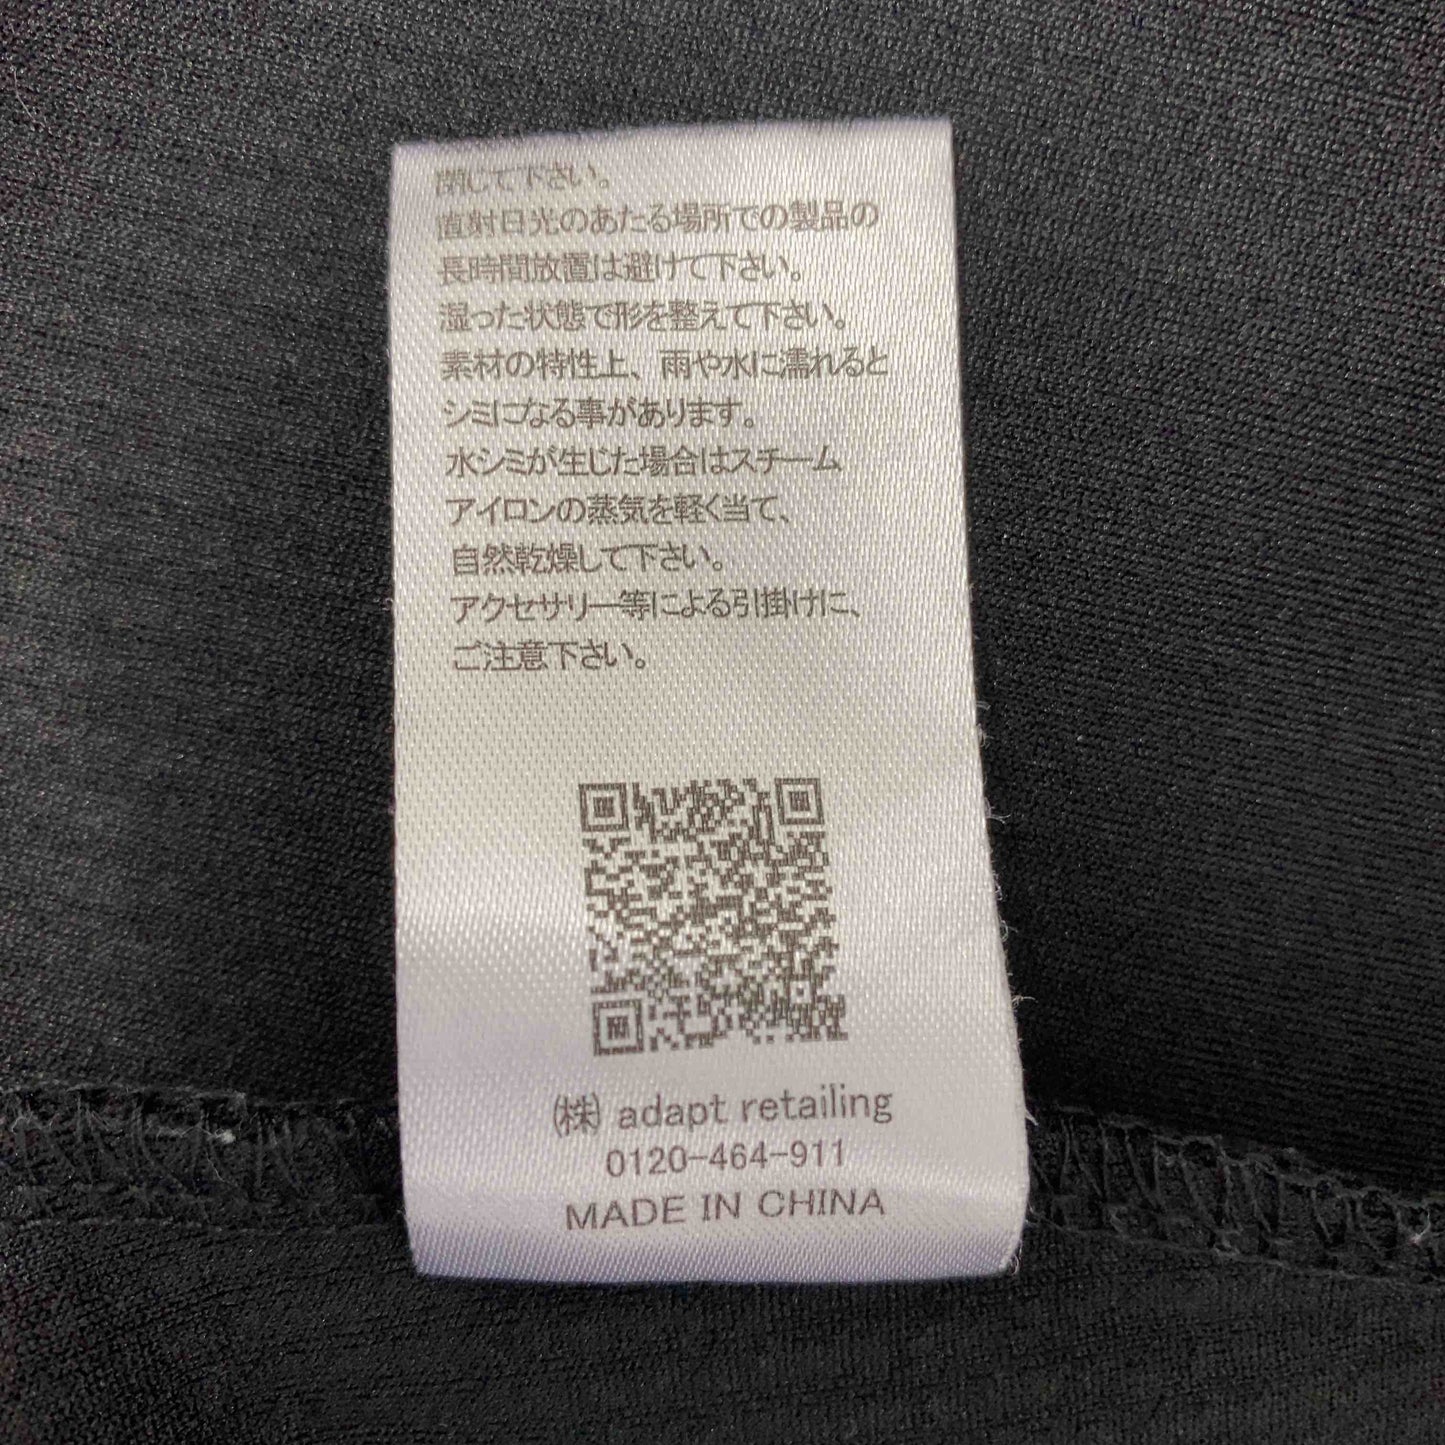 閉じて下さい。
直射日光のあたる場所での製品の
長時間放置は避けて下さい。
湿った状態で形を整えて下さい。
素材の特性上、雨や水に濡れると
シミになる事があります。
水シミが生じた場合はスチーム
アイロンの蒸気を軽く当て、
自然乾燥して下さい。
アクセサリー等による引掛けに、
ご注意下さい。
(株) adapt retailing
0120-464-911
MADE IN CHINA